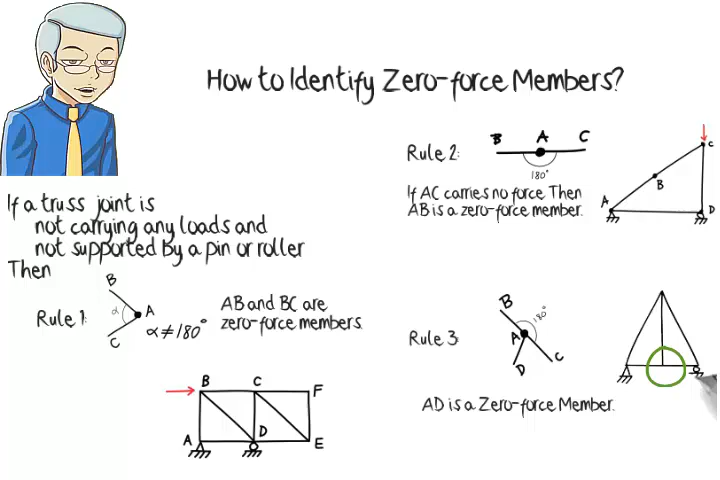 How to Identify Zero-force Members?
If a truss joint is
not carrying any loads and
not supported by a pin or roller
Then
Rule 1:
B
α
A
C
α≠180°
AB and BC are
zero-force members.
B
C
F
A
D
E
Rule 2:
B A C
180°
If AC carries no force Then
AB is a zero-force member.
C
B
A
D
Rule 3:
B
180°
A
D
C
AD is a Zero-force Member.